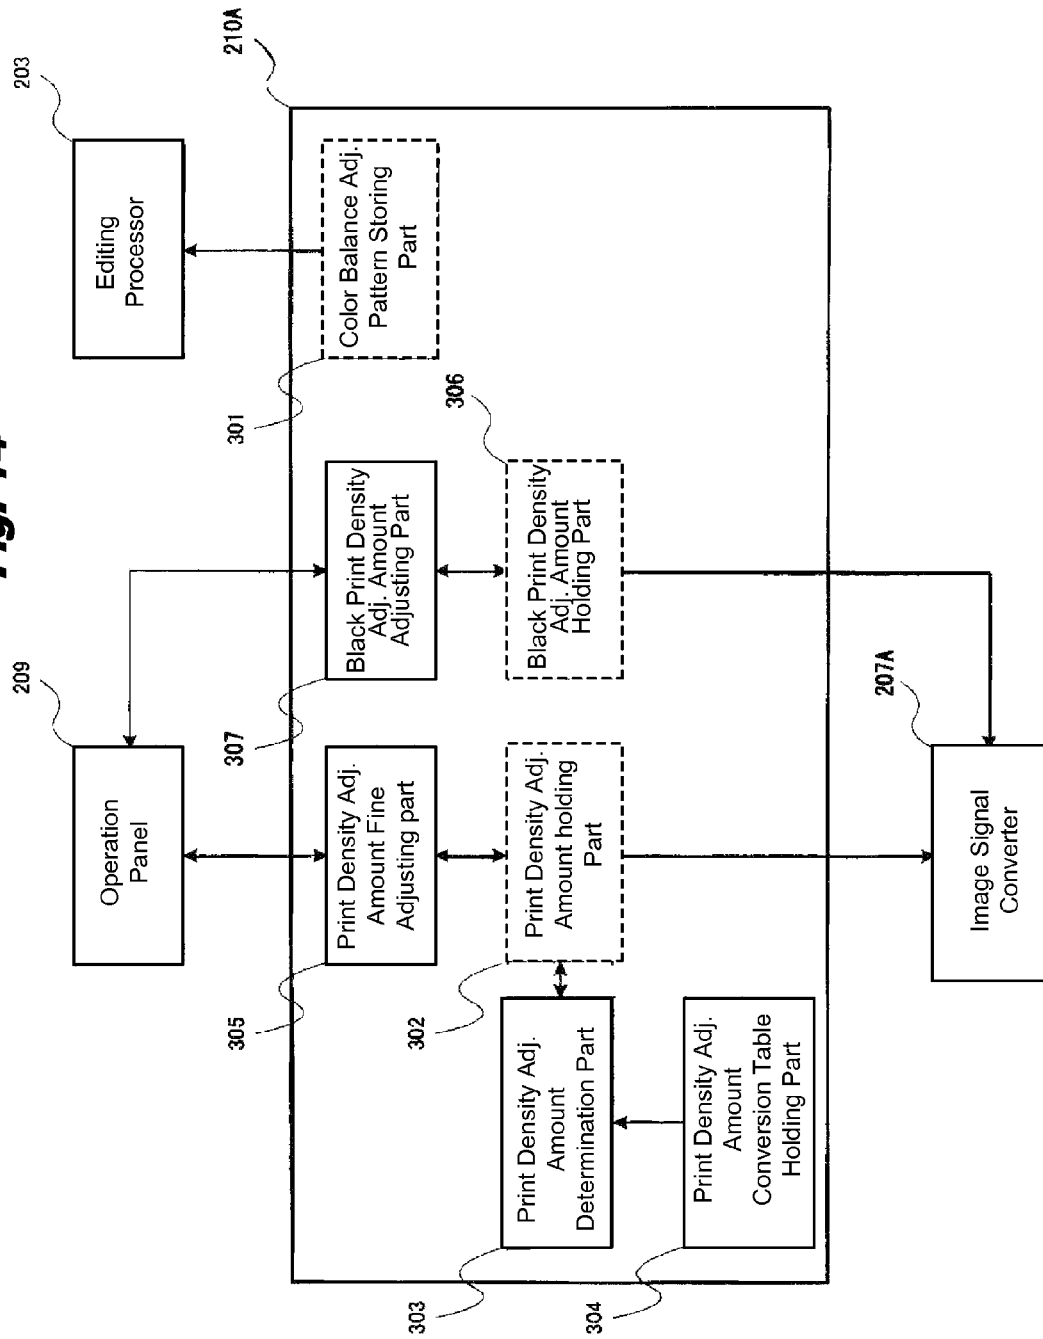 Fig. 14
209
203
Operation
Panel
Editing
Processor
210A
305
307
301
Print Density Adj.
Amount Fine
Adjusting part
Black Print Density
Adj. Amount
Adjusting Part
Color Balance Adj.
Pattern Storing
Part
303
302
306
Print Density Adj.
Amount
Determination Part
Print Density Adj.
Amount holding
Part
Black Print Density
Adj. Amount
Holding Part
304
Print Density Adj.
Amount
Conversion Table
Holding Part
207A
Image Signal
Converter